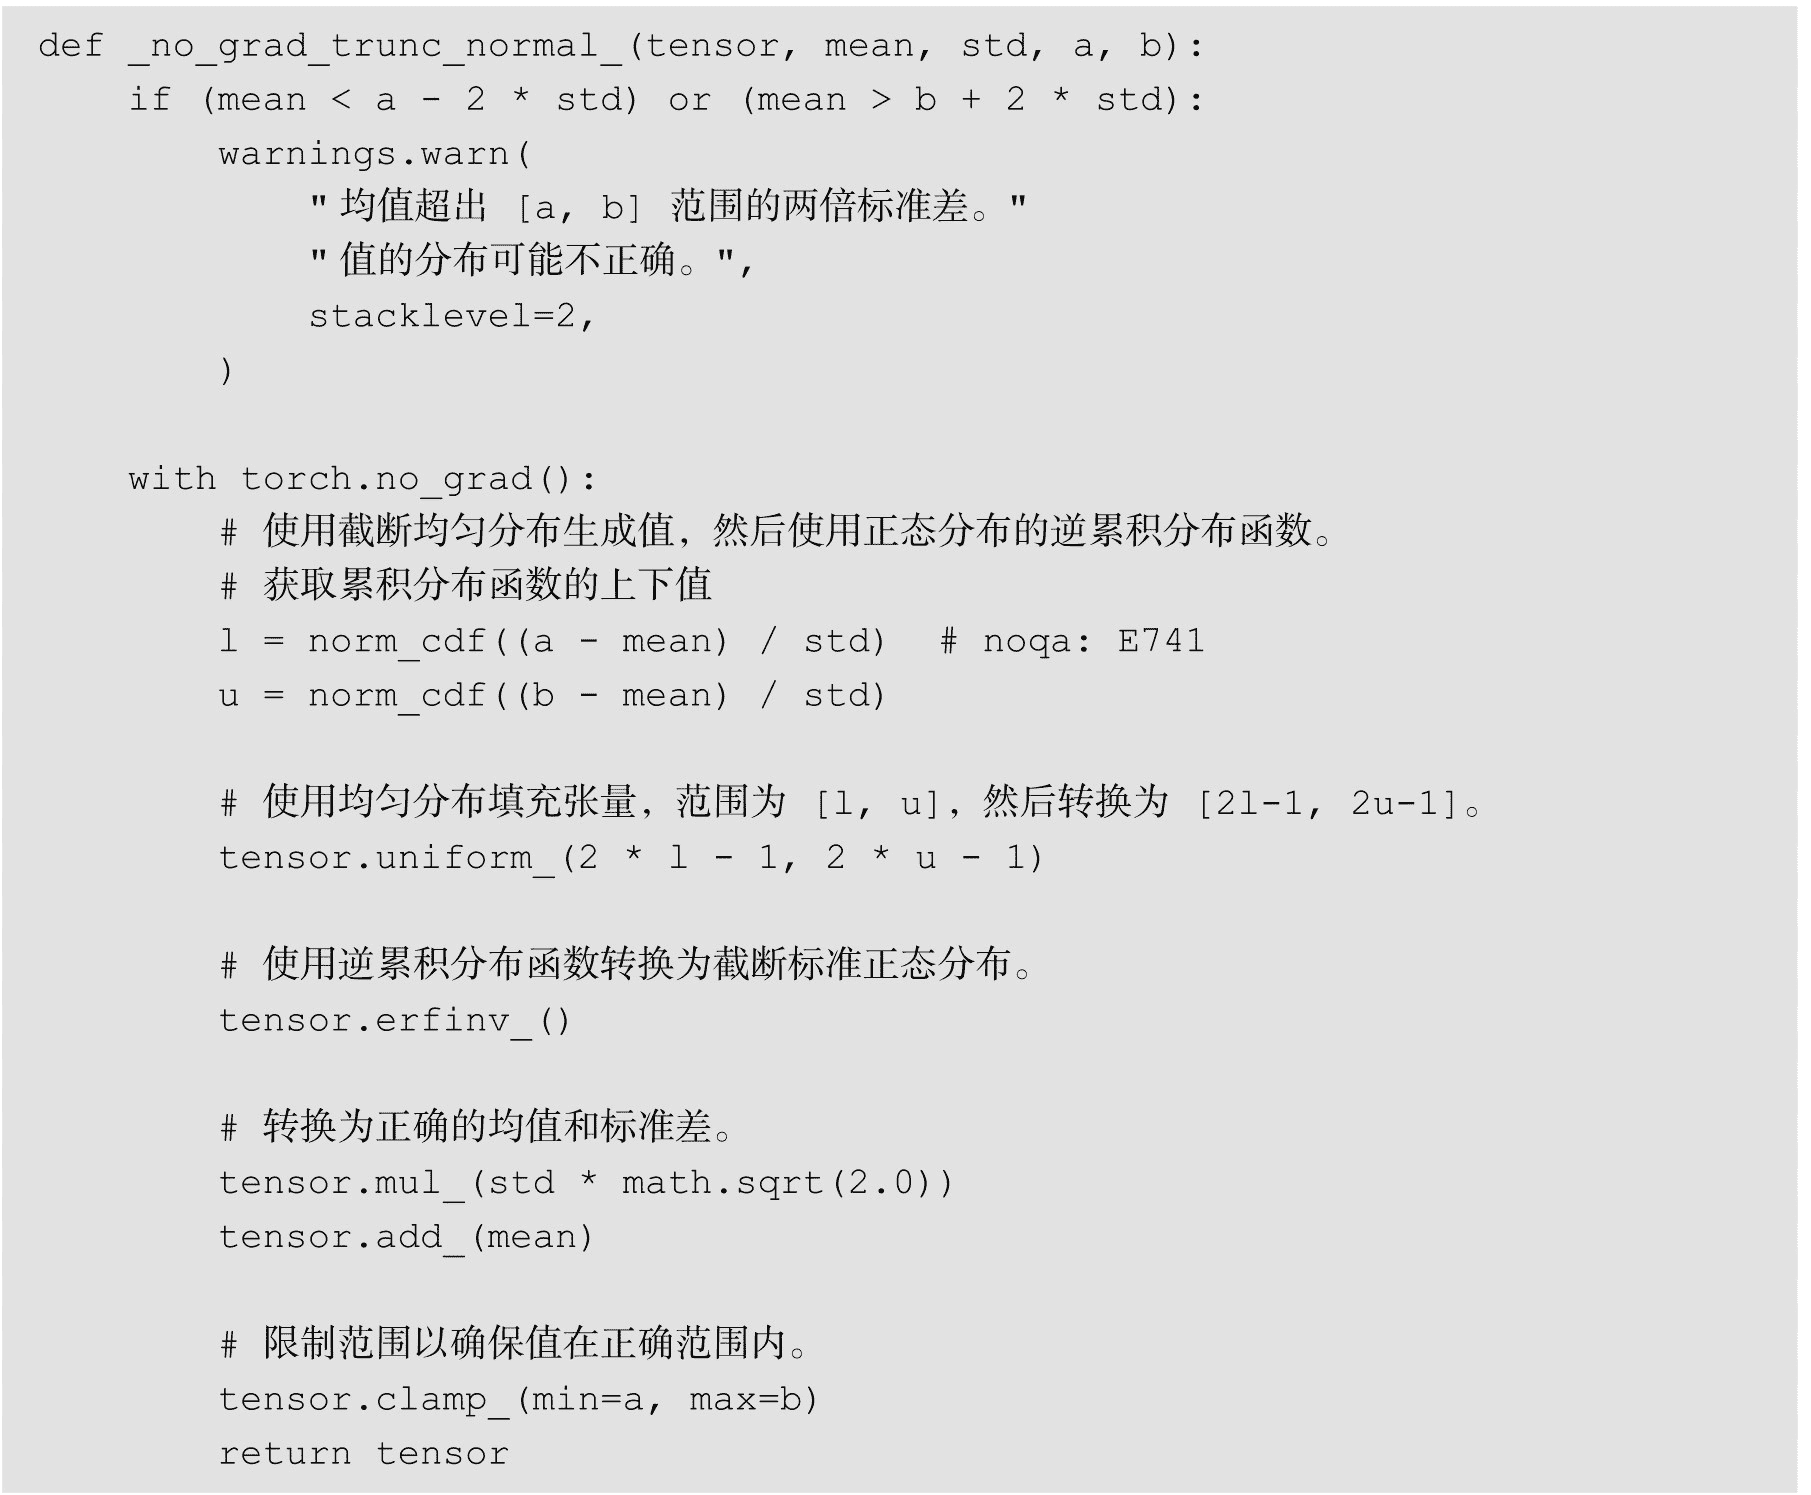 def _no_grad_trunc_normal_(tensor, mean, std, a, b):
    if (mean < a - 2 * std) or (mean > b + 2 * std):
        warnings.warn(
            "均值超出 [a, b] 范围的两倍标准差。"
            "值的分布可能不正确。",
            stacklevel=2,
        )

    with torch.no_grad():
        # 使用截断均匀分布生成值，然后使用正态分布的逆累积分布函数。
        # 获取累积分布函数的上下值
        l = norm_cdf((a - mean) / std)  # noqa: E741
        u = norm_cdf((b - mean) / std)

        # 使用均匀分布填充张量，范围为 [l, u]，然后转换为 [2l-1, 2u-1]。
        tensor.uniform_(2 * l - 1, 2 * u - 1)

        # 使用逆累积分布函数转换为截断标准正态分布。
        tensor.erfinv_()

        # 转换为正确的均值和标准差。
        tensor.mul_(std * math.sqrt(2.0))
        tensor.add_(mean)

        # 限制范围以确保值在正确范围内。
        tensor.clamp_(min=a, max=b)
        return tensor